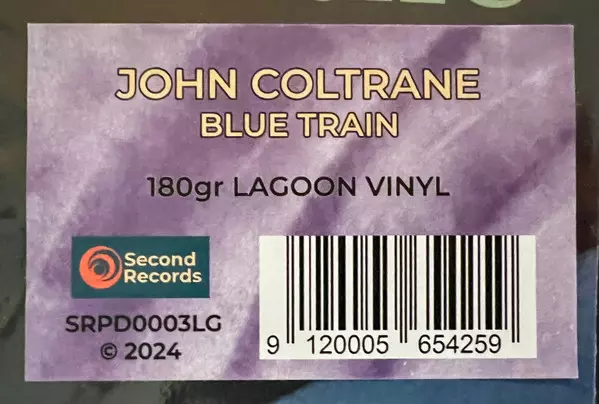 JOHN COLTRANE
BLUE TRAIN
180gr LAGOON VINYL
Second
Records
SRPD0003LG
© 2024
9 120005 654259